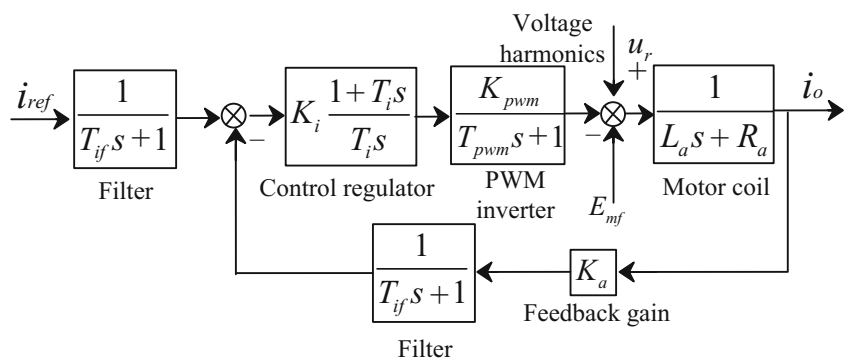 Voltage
harmonics
u_r
+
i_ref
1
T_if s + 1
Filter
−
K_i
1 + T_i s
T_i s
Control regulator
K_pwm
T_pwm s + 1
PWM
inverter
−
E_mf
1
L_a s + R_a
Motor coil
i_o
1
T_if s + 1
Filter
K_a
Feedback gain